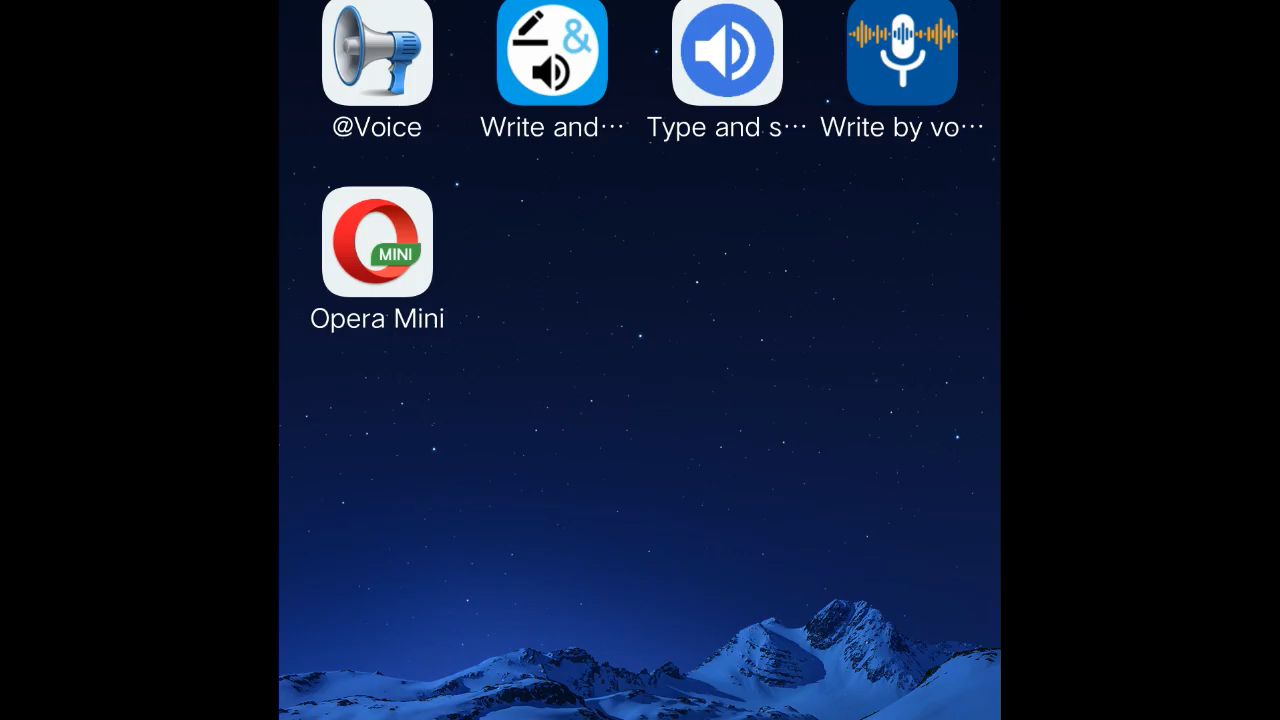 @Voice Write and··· Type and s··· Write by vo···
&
MINI
Opera Mini